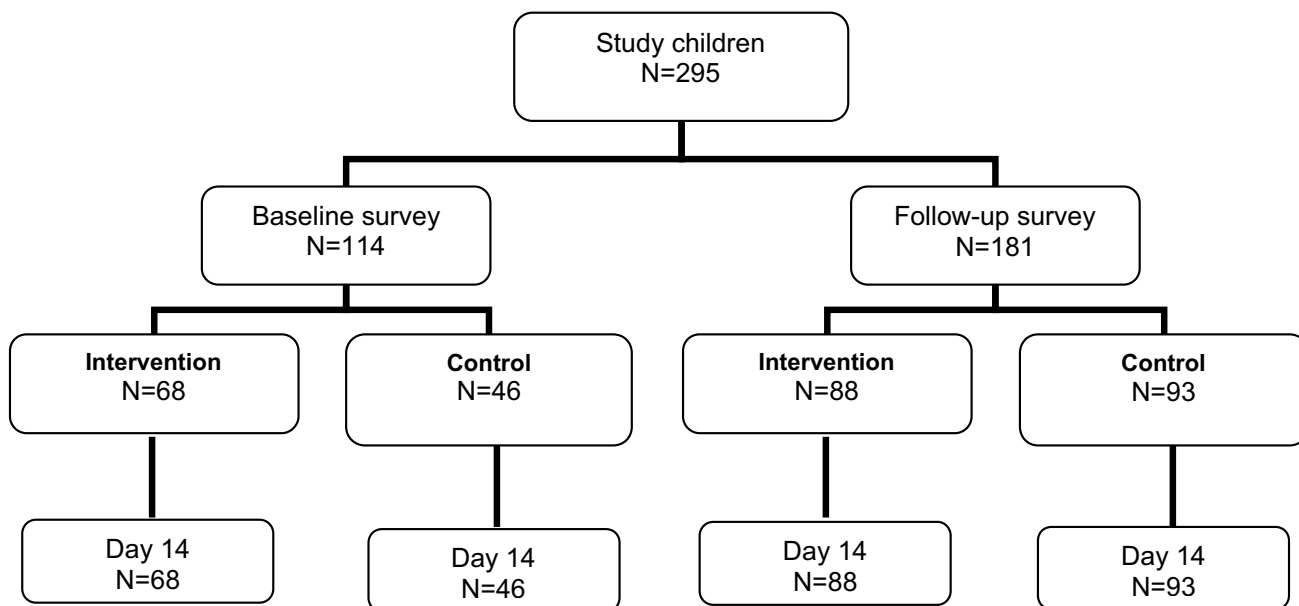 Study children
N=295
Baseline survey
N=114
Follow-up survey
N=181
Intervention
N=68
Control
N=46
Intervention
N=88
Control
N=93
Day 14
N=68
Day 14
N=46
Day 14
N=88
Day 14
N=93